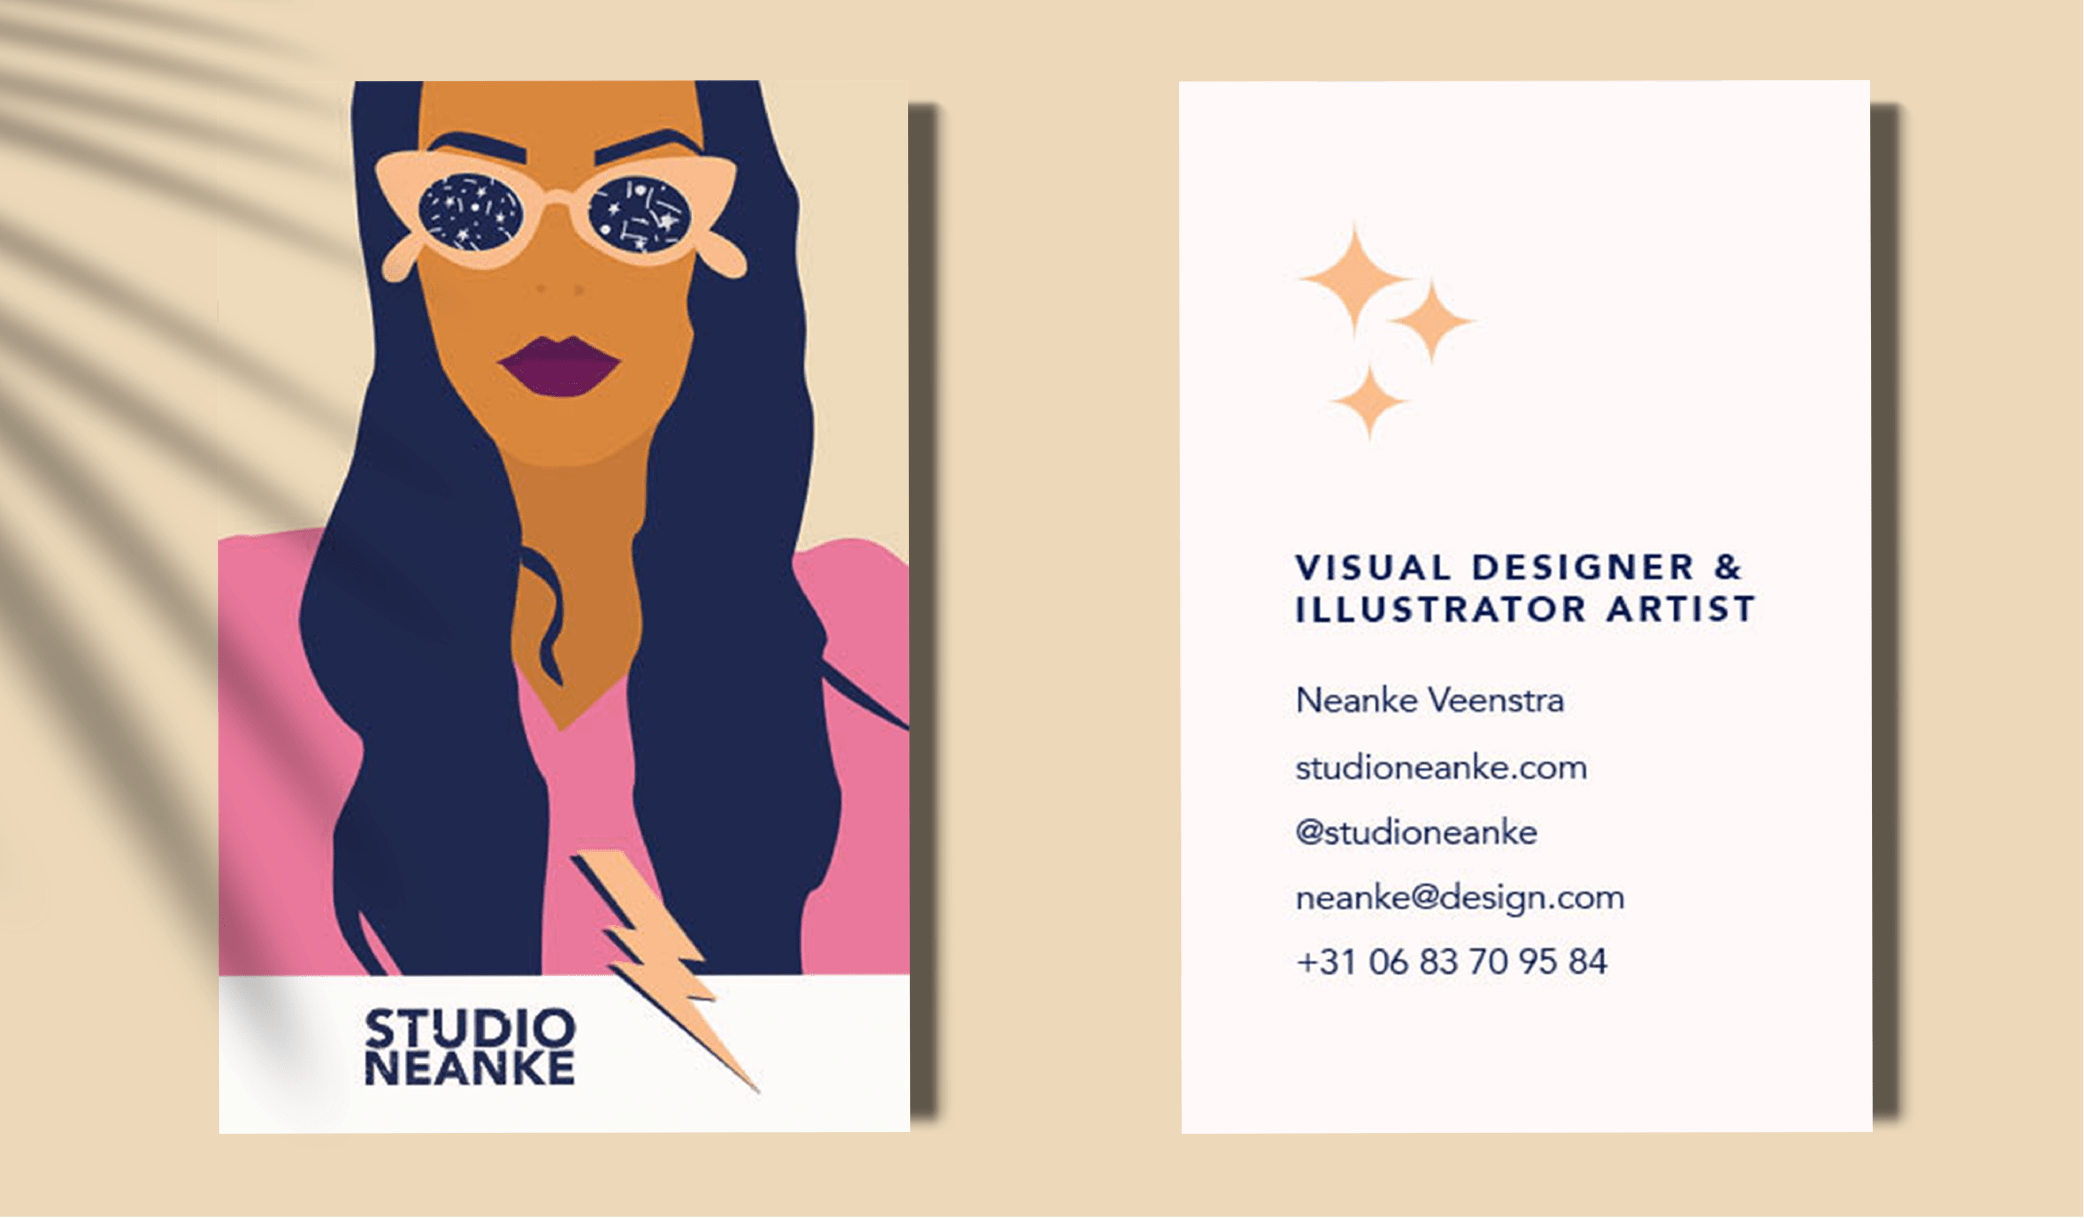 STUDIO
NEANKE
VISUAL DESIGNER &
ILLUSTRATOR ARTIST
Neanke Veenstra
studioneanke.com
@studioneanke
neanke@design.com
+31 06 83 70 95 84